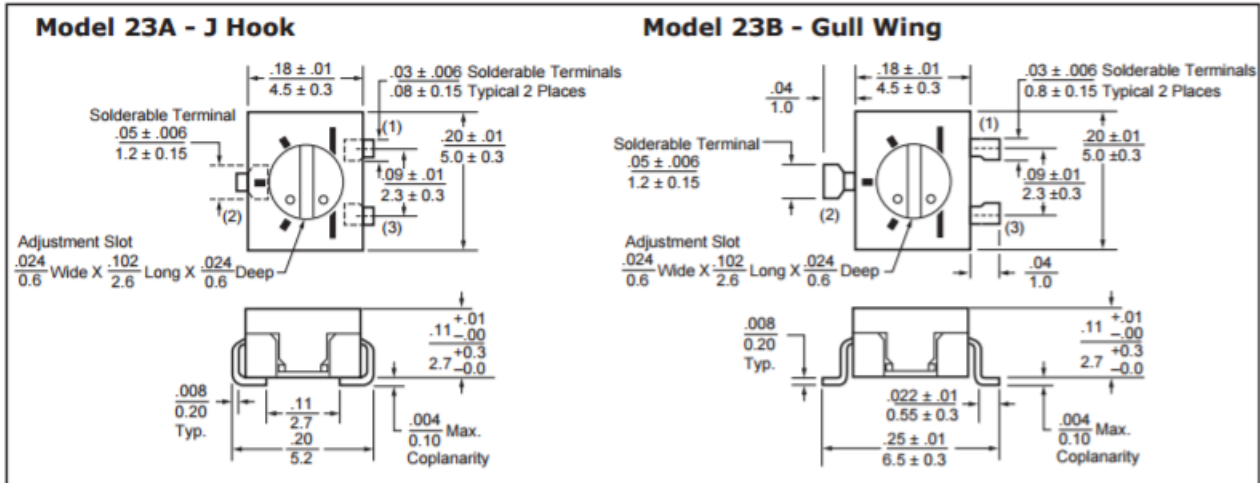 Model 23A - J Hook
.18 ± .01
4.5 ± 0.3
.03 ± .006 Solderable Terminals
.08 ± 0.15 Typical 2 Places
Solderable Terminal
.05 ± .006
1.2 ± 0.15
(1)
.20 ± .01
5.0 ± 0.3
.09 ± .01
2.3 ± 0.3
(2)
(3)
Adjustment Slot
.024 Wide X .102 Long X .024 Deep
0.6 2.6 0.6
.11 +.01 –.00
2.7 +0.3 –0.0
.008
0.20
Typ.
.11
2.7
.20
5.2
.004
0.10 Max.
Coplanarity
Model 23B - Gull Wing
.04
1.0
.18 ± .01
4.5 ± 0.3
.03 ± .006 Solderable Terminals
0.8 ± 0.15 Typical 2 Places
Solderable Terminal
.05 ± .006
1.2 ± 0.15
(1)
.20 ±.01
5.0 ±0.3
.09 ± .01
2.3 ±0.3
(2)
(3)
Adjustment Slot
.024 Wide X .102 Long X .024 Deep
0.6 2.6 0.6
.04
1.0
.008
0.20
Typ.
.11 +.01 –.00
2.7 +0.3 –0.0
.022 ± .01
0.55 ± 0.3
.25 ± .01
6.5 ± 0.3
.004
0.10 Max.
Coplanarity